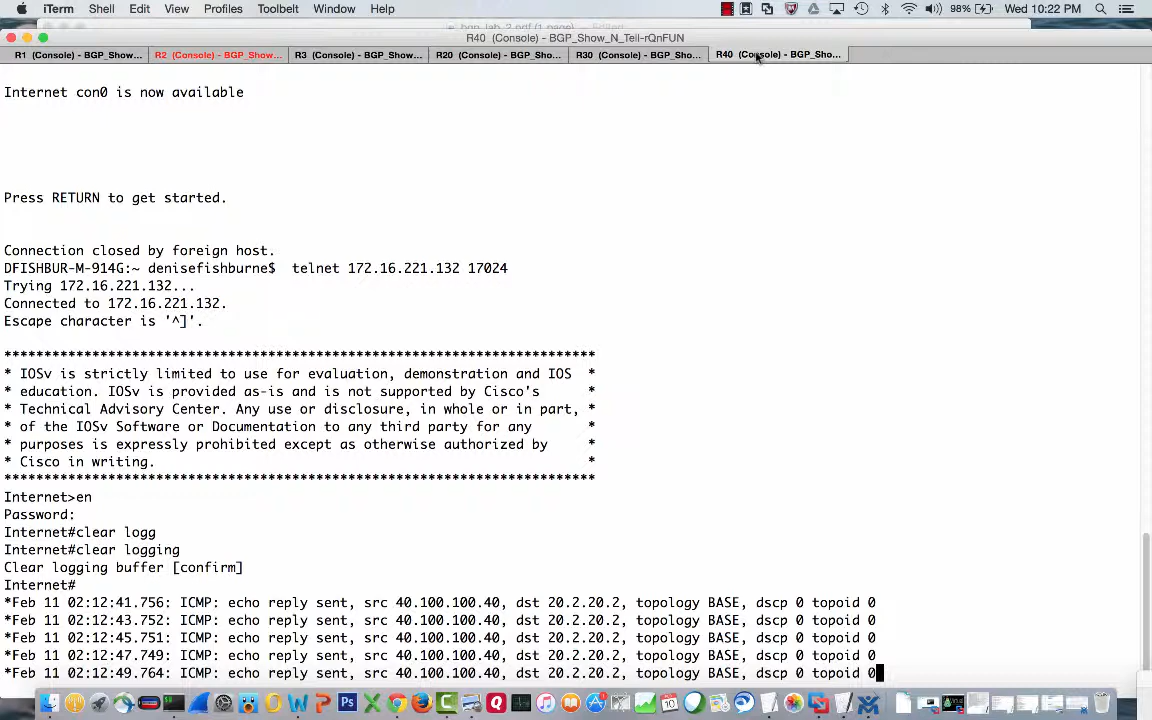 iTerm Shell Edit View Profiles Toolbelt Window Help 98% Wed 10:22 PM
R40 (Console) - BGP_Show_N_Tell-rQnFUN
R1 (Console) - BGP_Show... R2 (Console) - BGP_Show... R3 (Console) - BGP_Show... R20 (Console) - BGP_Sho... R30 (Console) - BGP_Sho... R40 (Console) - BGP_Sho...
Internet con0 is now available
Press RETURN to get started.
Connection closed by foreign host.
DFISHBUR-M-914G:~ denisefishburne$ telnet 172.16.221.132 17024
Trying 172.16.221.132...
Connected to 172.16.221.132.
Escape character is '^]'.
**************************************************************************
* IOSv is strictly limited to use for evaluation, demonstration and IOS *
* education. IOSv is provided as-is and is not supported by Cisco's *
* Technical Advisory Center. Any use or disclosure, in whole or in part, *
* of the IOSv Software or Documentation to any third party for any *
* purposes is expressly prohibited except as otherwise authorized by *
* Cisco in writing. *
**************************************************************************
Internet>en
Password:
Internet#clear logg
Internet#clear logging
Clear logging buffer [confirm]
Internet#
*Feb 11 02:12:41.756: ICMP: echo reply sent, src 40.100.100.40, dst 20.2.20.2, topology BASE, dscp 0 topoid 0
*Feb 11 02:12:43.752: ICMP: echo reply sent, src 40.100.100.40, dst 20.2.20.2, topology BASE, dscp 0 topoid 0
*Feb 11 02:12:45.751: ICMP: echo reply sent, src 40.100.100.40, dst 20.2.20.2, topology BASE, dscp 0 topoid 0
*Feb 11 02:12:47.749: ICMP: echo reply sent, src 40.100.100.40, dst 20.2.20.2, topology BASE, dscp 0 topoid 0
*Feb 11 02:12:49.764: ICMP: echo reply sent, src 40.100.100.40, dst 20.2.20.2, topology BASE, dscp 0 topoid 0